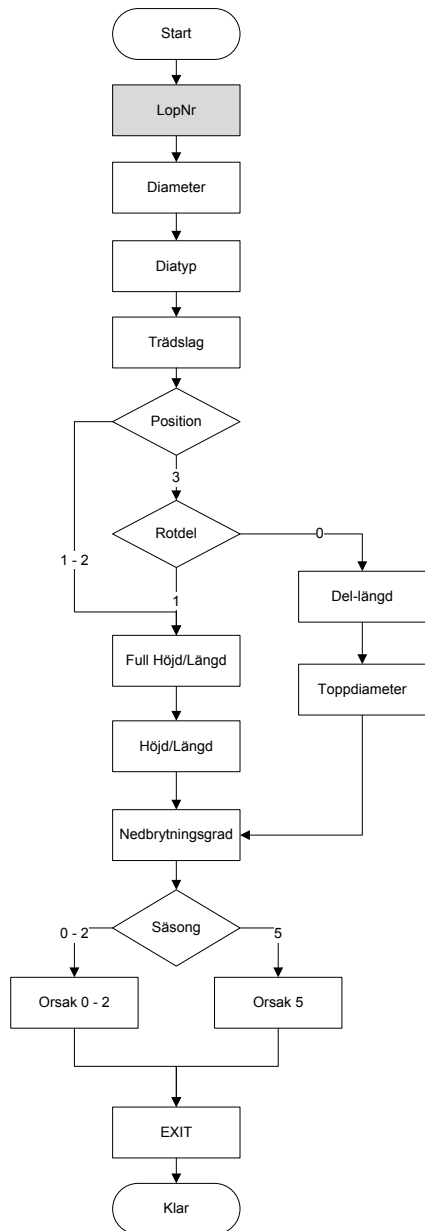 Start
LopNr
Diameter
Diatyp
Trädslag
Position
3
Rotdel
0
1 - 2
1
Del-längd
Full Höjd/Längd
Toppdiameter
Höjd/Längd
Nedbrytningsgrad
Säsong
0 - 2
5
Orsak 0 - 2
Orsak 5
EXIT
Klar